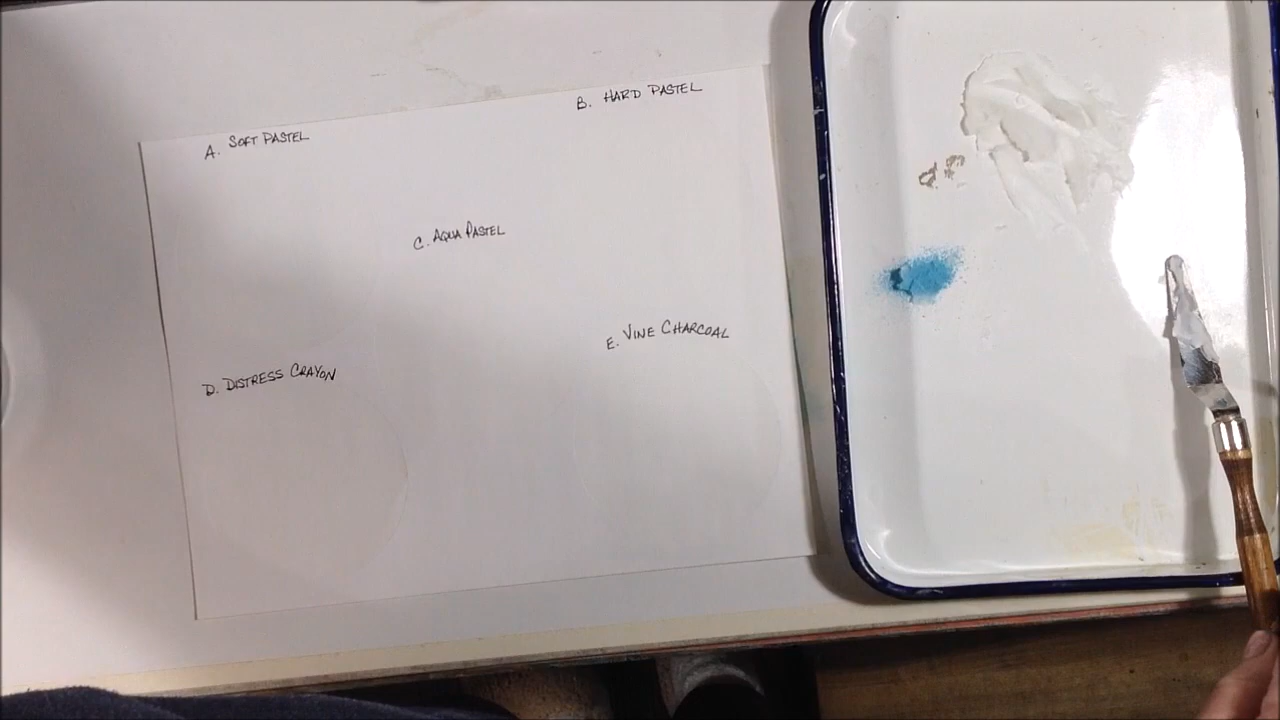 A. SOFT PASTEL
B. HARD PASTEL
C. AQUA PASTEL
D. DISTRESS CRAYON
E. VINE CHARCOAL